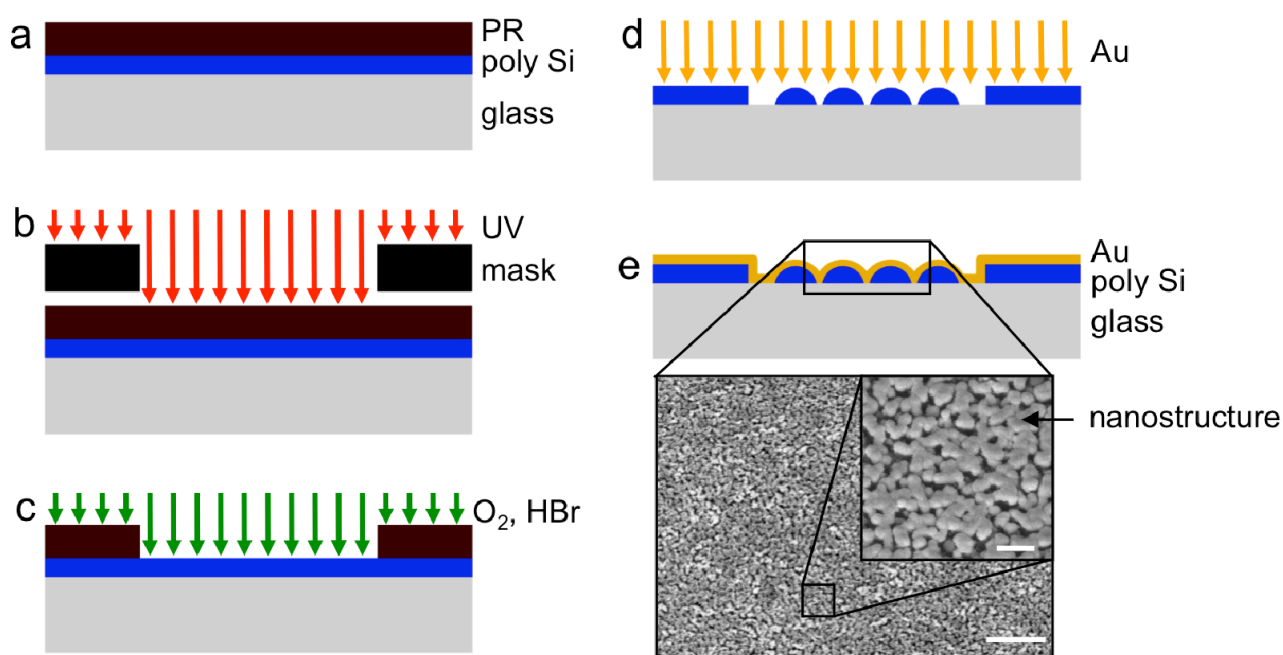 a
PR
poly Si
glass
b
UV
mask
c
O₂, HBr
d
Au
e
Au
poly Si
glass
nanostructure